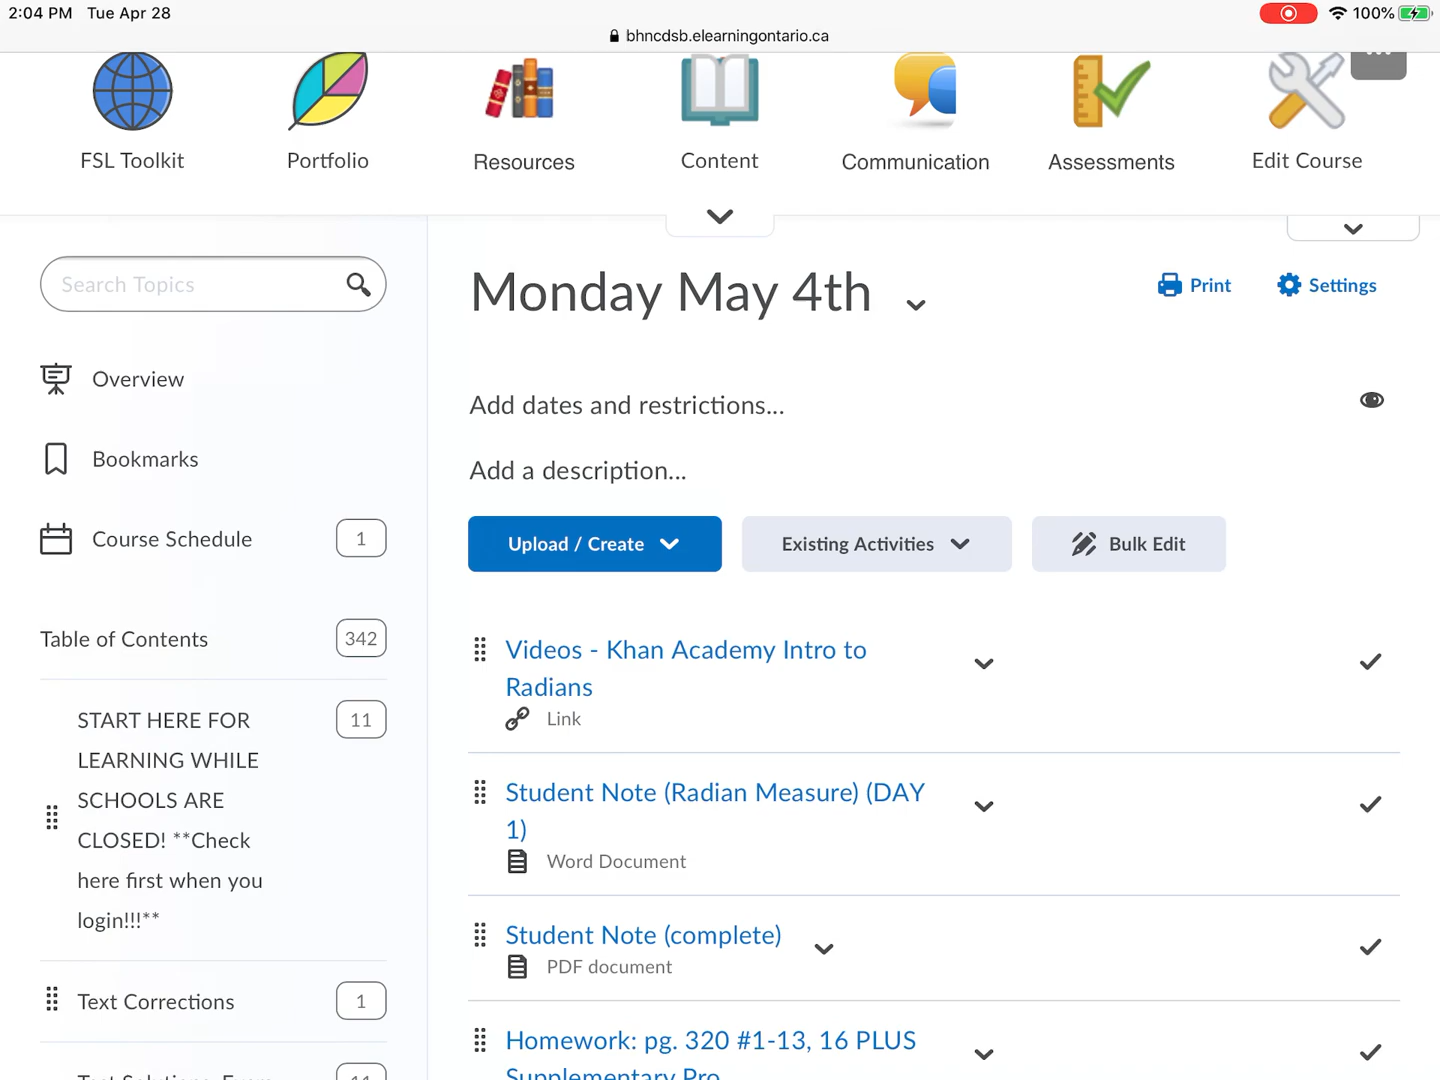 2:04 PM Tue Apr 28
100%
bhncdsb.elearningontario.ca
FSL Toolkit
Portfolio
Resources
Content
Communication
Assessments
Edit Course
Search Topics
Overview
Bookmarks
Course Schedule
1
Table of Contents
342
START HERE FOR
LEARNING WHILE
SCHOOLS ARE
CLOSED! **Check
here first when you
login!!!**
11
Text Corrections
1
Monday May 4th
Print
Settings
Add dates and restrictions...
Add a description...
Upload / Create
Existing Activities
Bulk Edit
Videos - Khan Academy Intro to
Radians
Link
Student Note (Radian Measure) (DAY
1)
Word Document
Student Note (complete)
PDF document
Homework: pg. 320 #1-13, 16 PLUS
Supplementary Pro